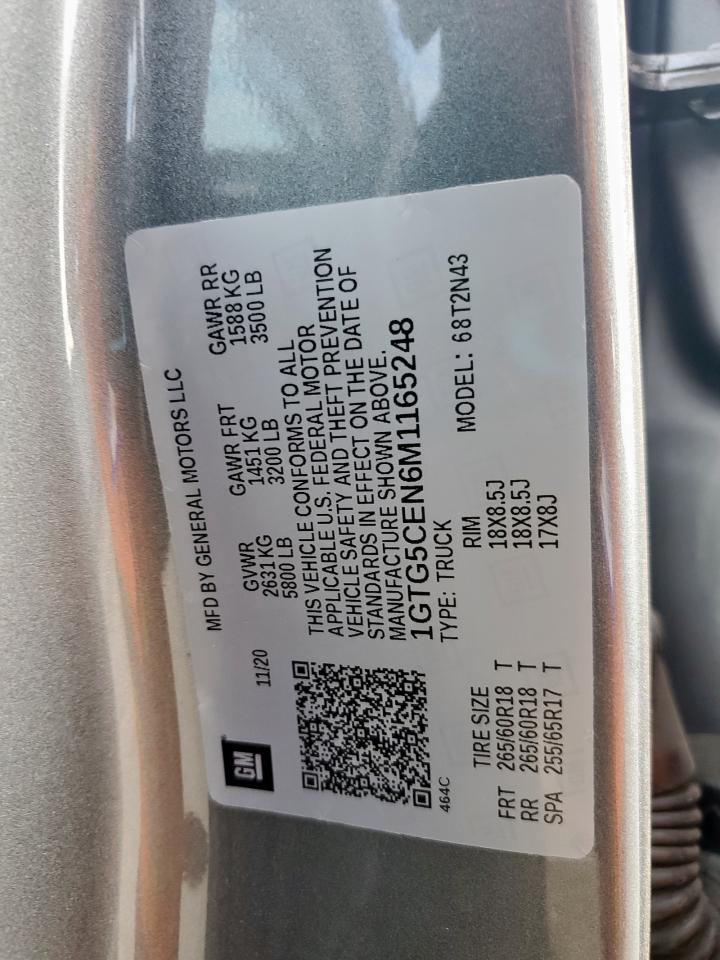 GM
MFD BY GENERAL MOTORS LLC
11/20
GVWR GAWR FRT GAWR RR
2631 KG 1451 KG 1588 KG
5800 LB 3200 LB 3500 LB
THIS VEHICLE CONFORMS TO ALL
APPLICABLE U.S. FEDERAL MOTOR
VEHICLE SAFETY AND THEFT PREVENTION
STANDARDS IN EFFECT ON THE DATE OF
MANUFACTURE SHOWN ABOVE.
1GTG5CEN6M1165248
464C
TYPE: TRUCK MODEL: 68T2N43
TIRE SIZE RIM
FRT 265/60R18 T 18X8.5J
RR 265/60R18 T 18X8.5J
SPA 255/65R17 T 17X8J